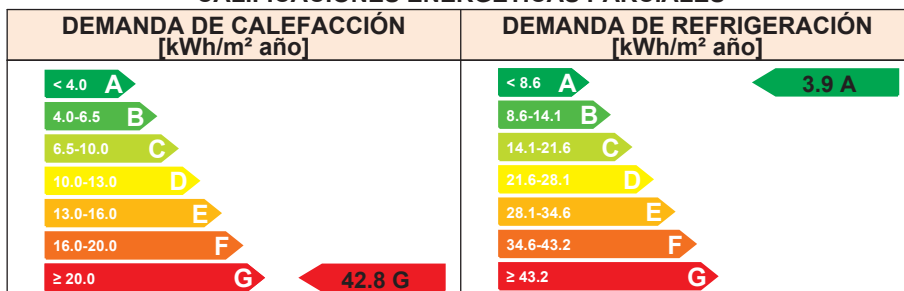 CALIFICACIONES ENERGÉTICAS PARCIALES
DEMANDA DE CALEFACCIÓN
[kWh/m² año]
< 4.0 A
4.0-6.5 B
6.5-10.0 C
10.0-13.0 D
13.0-16.0 E
16.0-20.0 F
≥ 20.0 G
42.8 G
DEMANDA DE REFRIGERACIÓN
[kWh/m² año]
< 8.6 A
3.9 A
8.6-14.1 B
14.1-21.6 C
21.6-28.1 D
28.1-34.6 E
34.6-43.2 F
≥ 43.2 G